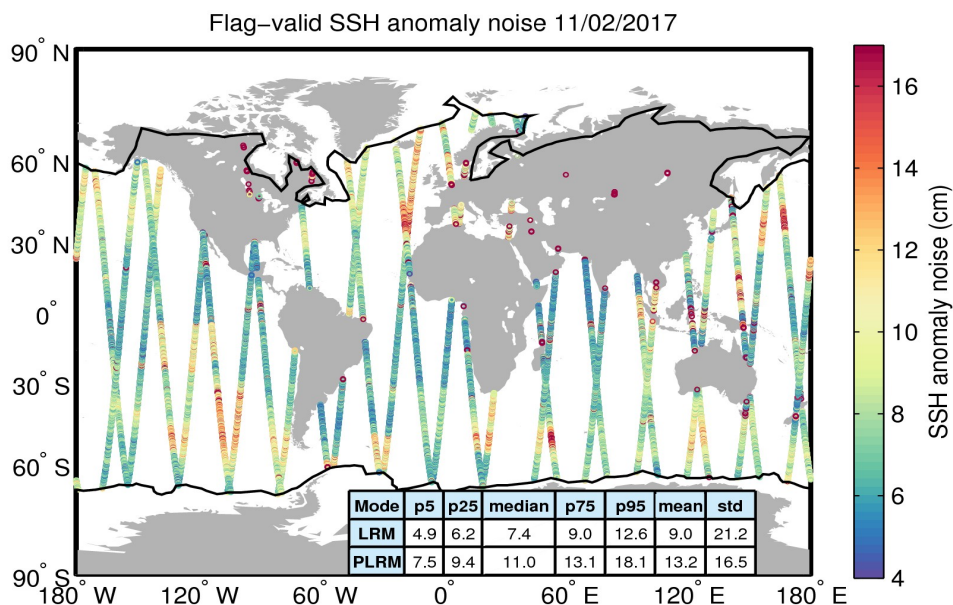 Flag−valid SSH anomaly noise 11/02/2017
90° N
60° N
30° N
0°
30° S
60° S
90° S
180° W
120° W
60° W
0°
60° E
120° E
180° E
Mode p5 p25 median p75 p95 mean std
LRM 4.9 6.2 7.4 9.0 12.6 9.0 21.2
PLRM 7.5 9.4 11.0 13.1 18.1 13.2 16.5
16
14
12
10
8
6
4
SSH anomaly noise (cm)